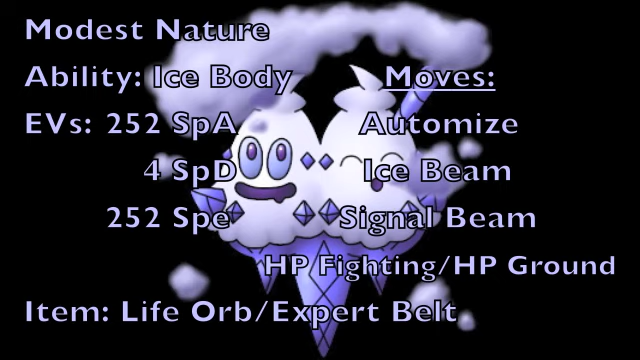 Modest Nature
Ability: Ice Body
EVs: 252 SpA
4 SpD
252 Spe
Moves:
Automize
Ice Beam
Signal Beam
HP Fighting/HP Ground
Item: Life Orb/Expert Belt